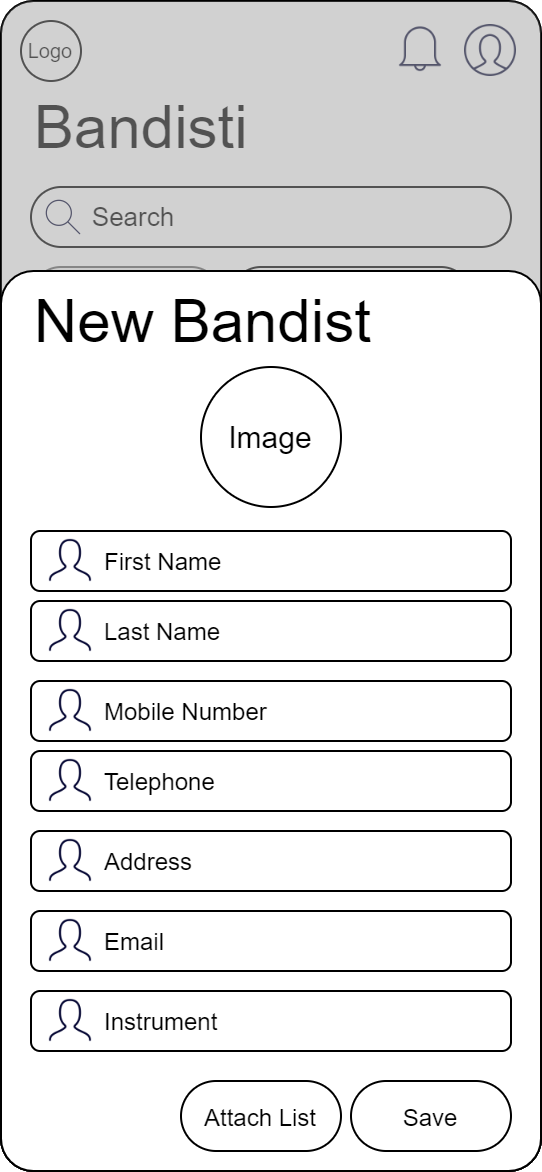 Logo
Bandisti
Search
New Bandist
Image
First Name
Last Name
Mobile Number
Telephone
Address
Email
Instrument
Attach List
Save